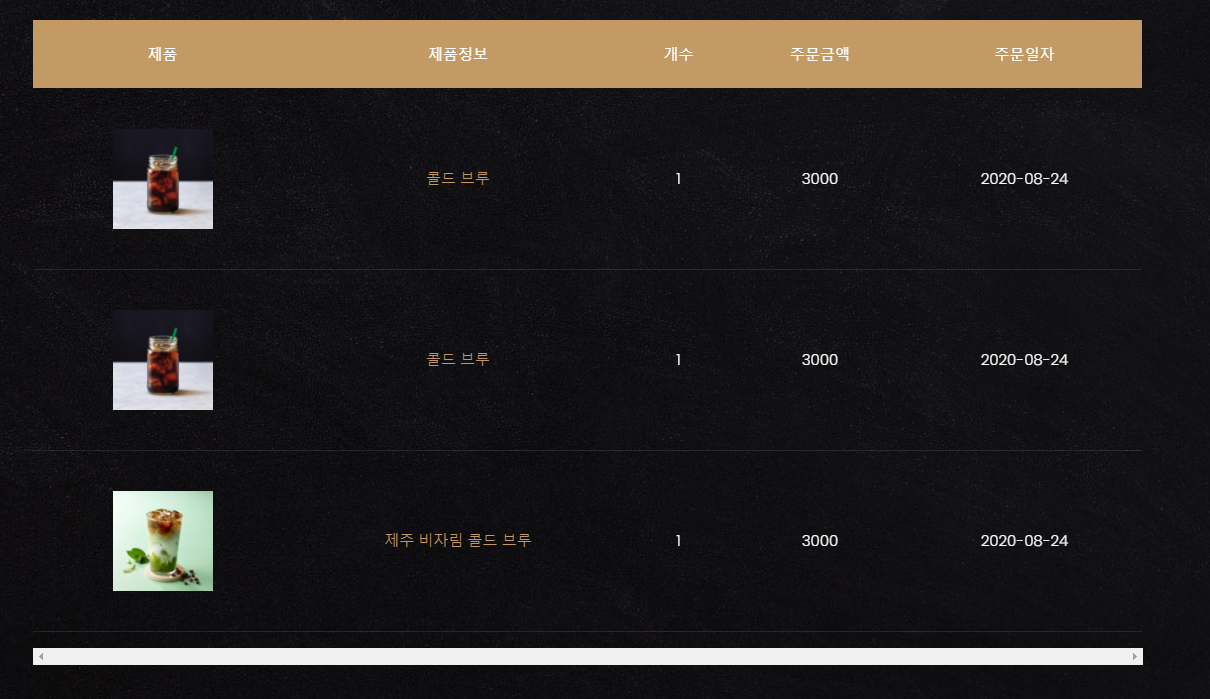 제품 제품정보 개수 주문금액 주문일자
콜드 브루 1 3000 2020-08-24
콜드 브루 1 3000 2020-08-24
제주 비자림 콜드 브루 1 3000 2020-08-24